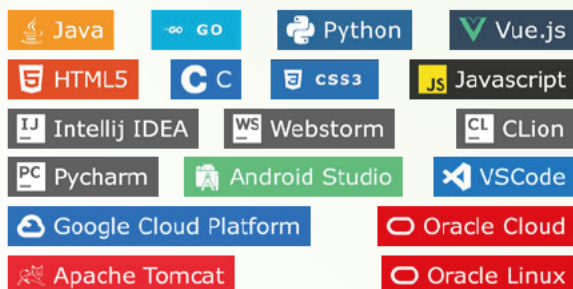 Java GO Python Vue.js
HTML5 C CSS3 JS Javascript
IJ Intellij IDEA WS Webstorm CL CLion
PC Pycharm Android Studio VSCode
Google Cloud Platform Oracle Cloud
Apache Tomcat Oracle Linux